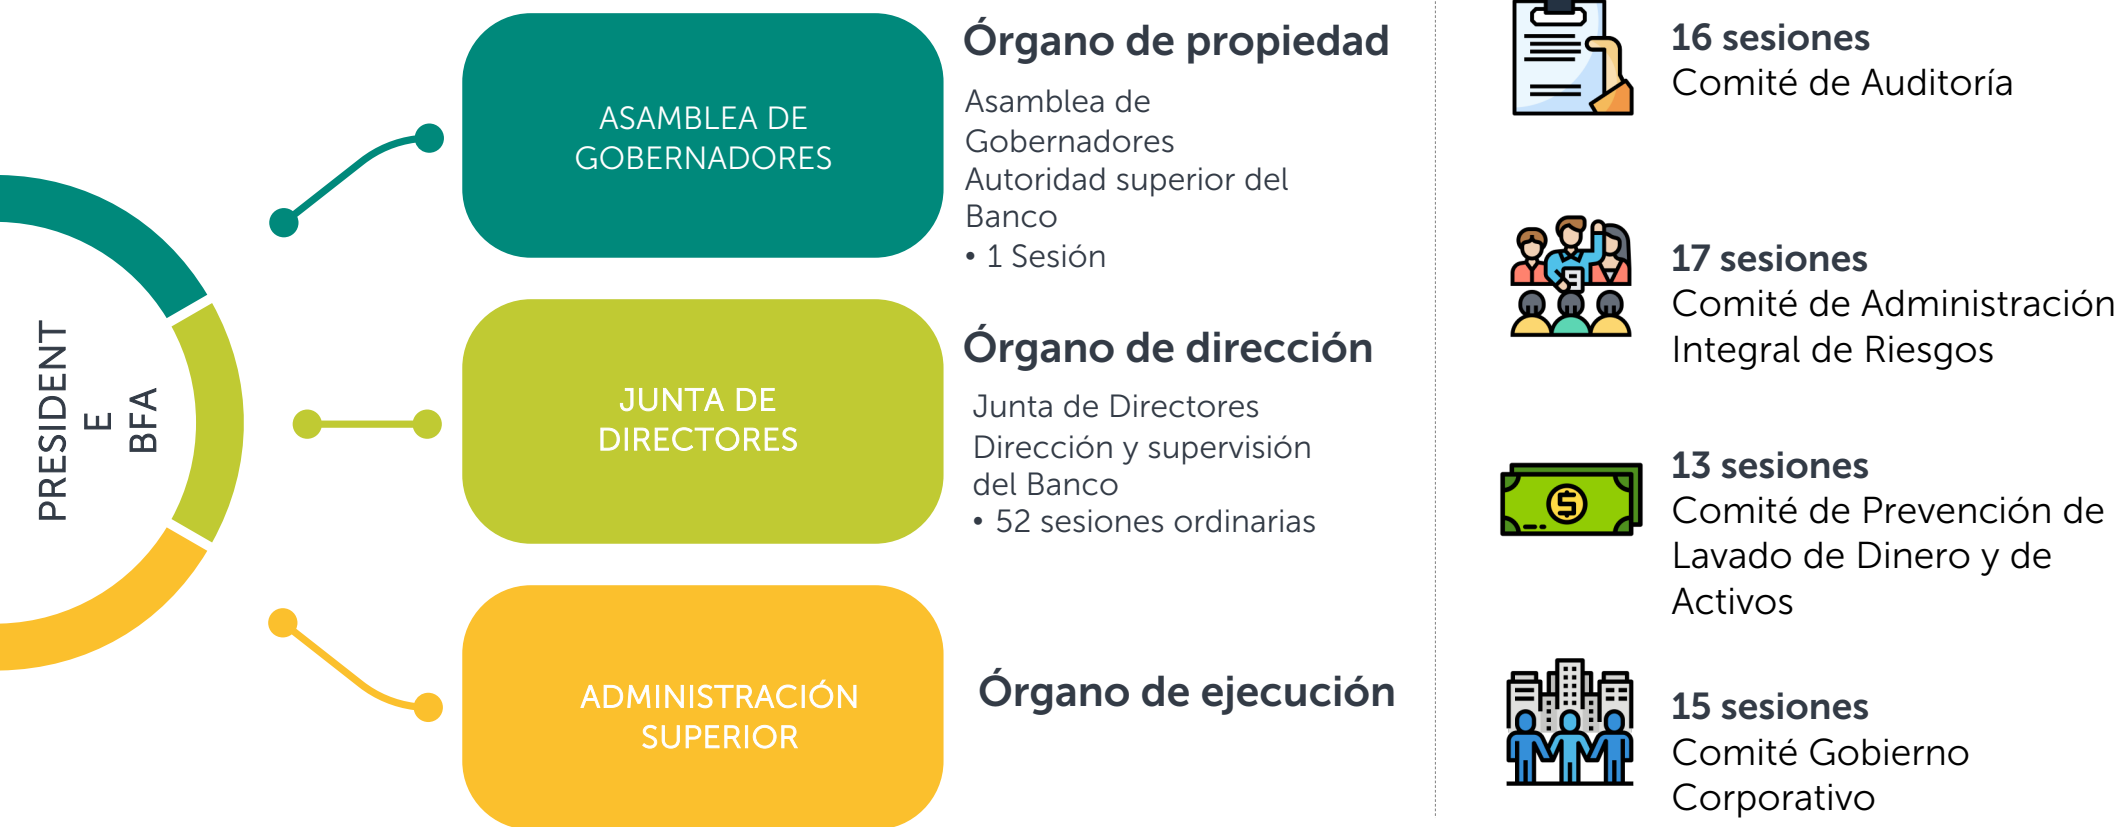 PRESIDENT
E
BFA
ASAMBLEA DE
GOBERNADORES
Órgano de propiedad
Asamblea de
Gobernadores
Autoridad superior del
Banco
• 1 Sesión
JUNTA DE
DIRECTORES
Órgano de dirección
Junta de Directores
Dirección y supervisión
del Banco
• 52 sesiones ordinarias
ADMINISTRACIÓN
SUPERIOR
Órgano de ejecución
16 sesiones
Comité de Auditoría
17 sesiones
Comité de Administración
Integral de Riesgos
13 sesiones
Comité de Prevención de
Lavado de Dinero y de
Activos
15 sesiones
Comité Gobierno
Corporativo